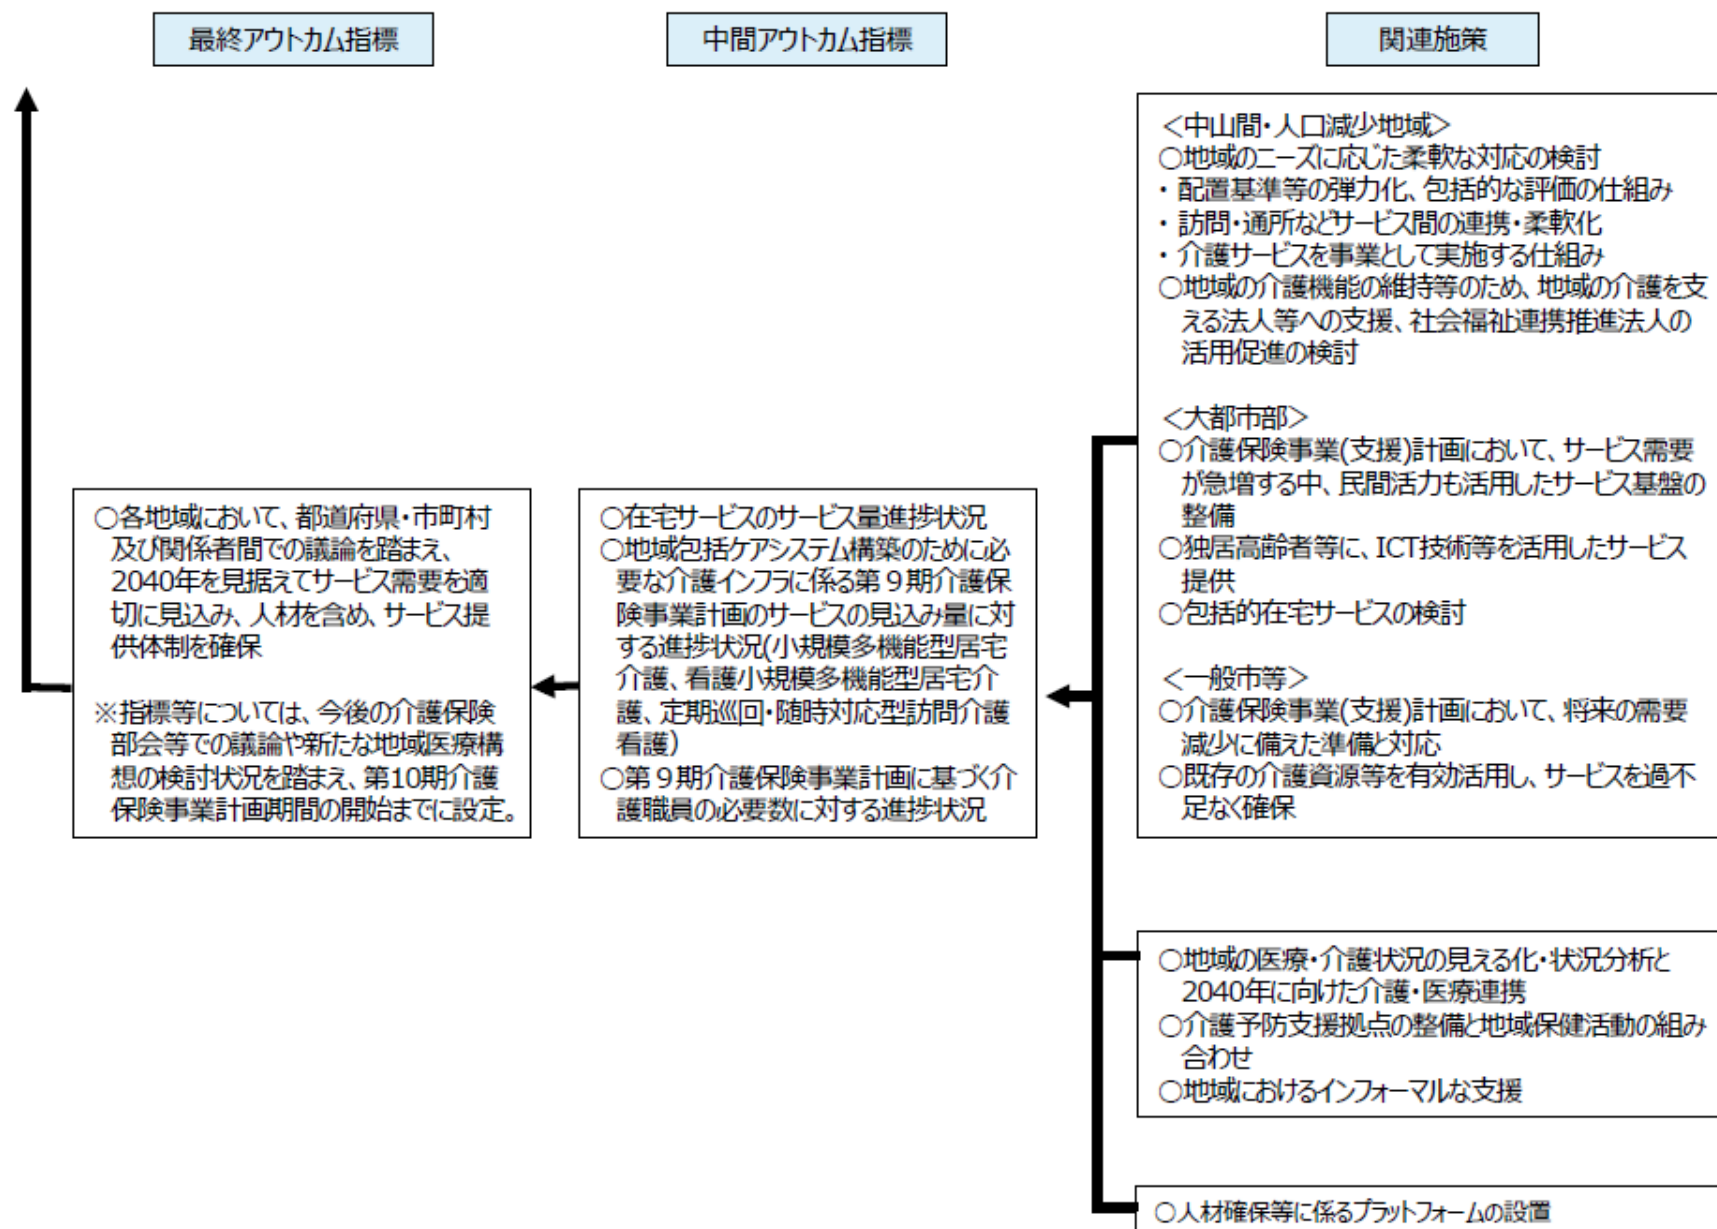 最終アウトカム指標
中間アウトカム指標
関連施策
○各地域において、都道府県・市町村
及び関係者間での議論を踏まえ、
2040年を見据えてサービス需要を適
切に見込み、人材を含め、サービス提
供体制を確保
※指標等については、今後の介護保険
部会等での議論や新たな地域医療構
想の検討状況を踏まえ、第10期介護
保険事業計画期間の開始までに設定。
○在宅サービスのサービス量進捗状況
○地域包括ケアシステム構築のために必
要な介護インフラに係る第９期介護保
険事業計画のサービスの見込み量に対
する進捗状況(小規模多機能型居宅
介護、看護小規模多機能型居宅介
護、定期巡回・随時対応型訪問介護
看護）
○第９期介護保険事業計画に基づく介
護職員の必要数に対する進捗状況
＜中山間・人口減少地域＞
○地域のニーズに応じた柔軟な対応の検討
・ 配置基準等の弾力化、包括的な評価の仕組み
・ 訪問・通所などサービス間の連携・柔軟化
・ 介護サービスを事業として実施する仕組み
○地域の介護機能の維持等のため、地域の介護を支
える法人等への支援、社会福祉連携推進法人の
活用促進の検討
＜大都市部＞
○介護保険事業(支援)計画において、サービス需要
が急増する中、民間活力も活用したサービス基盤の
整備
○独居高齢者等に、ICT技術等を活用したサービス
提供
○包括的在宅サービスの検討
＜一般市等＞
○介護保険事業(支援)計画において、将来の需要
減少に備えた準備と対応
○既存の介護資源等を有効活用し、サービスを過不
足なく確保
○地域の医療・介護状況の見える化・状況分析と
2040年に向けた介護・医療連携
○介護予防支援拠点の整備と地域保健活動の組み
合わせ
○地域におけるインフォーマルな支援
○人材確保等に係るプラットフォームの設置